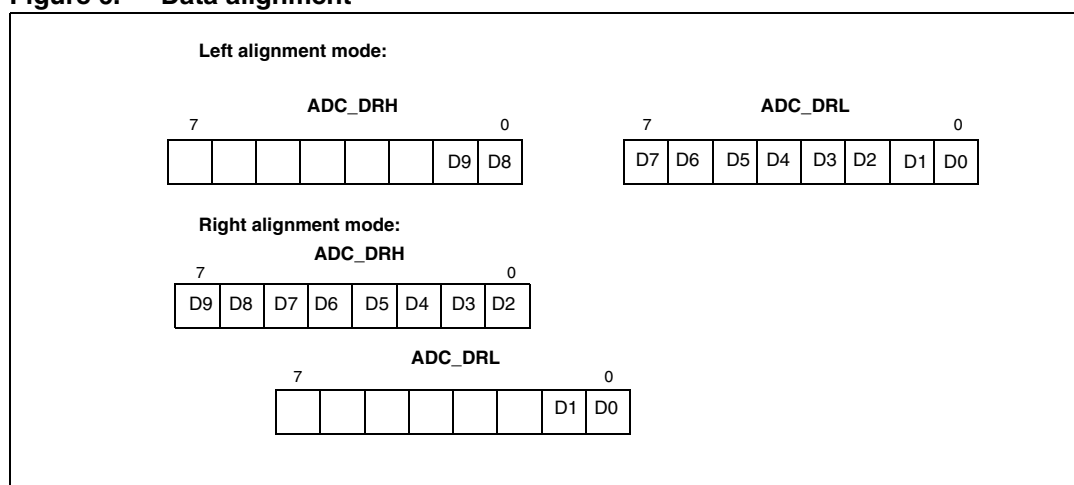 Data alignment
Left alignment mode:
ADC_DRH
7 0
D9 D8
ADC_DRL
7 0
D7 D6 D5 D4 D3 D2 D1 D0
Right alignment mode:
ADC_DRH
7 0
D9 D8 D7 D6 D5 D4 D3 D2
ADC_DRL
7 0
D1 D0